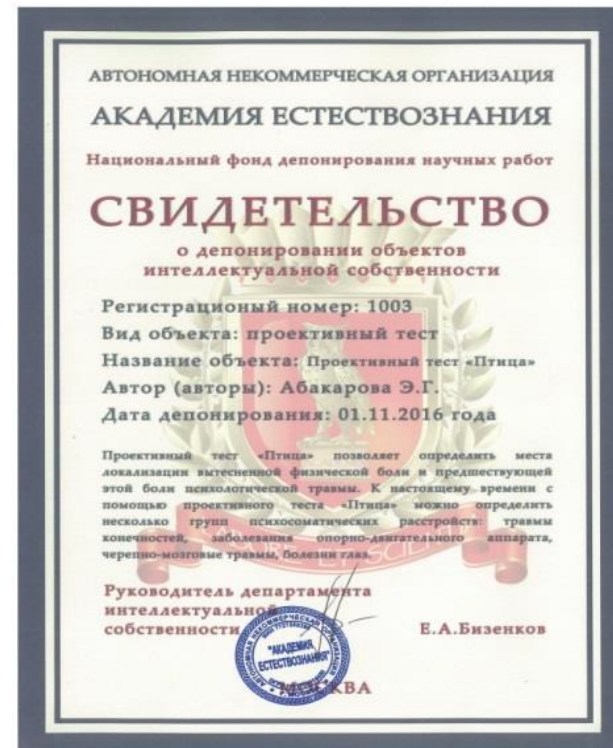 АВТОНОМНАЯ НЕКОММЕРЧЕСКАЯ ОРГАНИЗАЦИЯ
АКАДЕМИЯ ЕСТЕСТВОЗНАНИЯ
Национальный фонд депонирования научных работ
СВИДЕТЕЛЬСТВО
о депонировании объектов
интеллектуальной собственности
Регистрационый номер: 1003
Вид объекта: проективный тест
Название объекта: Проективный тест «Птица»
Автор (авторы): Абакарова Э.Г.
Дата депонирования: 01.11.2016 года
Проективный тест «Птица» позволяет определить места
локализации вытесненной физической боли и предшествующей
этой боли психологической травмы. К настоящему времени с
помощью проективного теста «Птица» можно определить
несколько групп психосоматических расстройств: травмы
конечностей, заболевания опорно-двигательного аппарата,
черепно-мозговые травмы, болезни глаз.
Руководитель департамента
интеллектуальной
собственности
Е.А.Бизенков
"АКАДЕМИЯ
ЕСТЕСТВОЗНАНИЯ"
МОСКВА